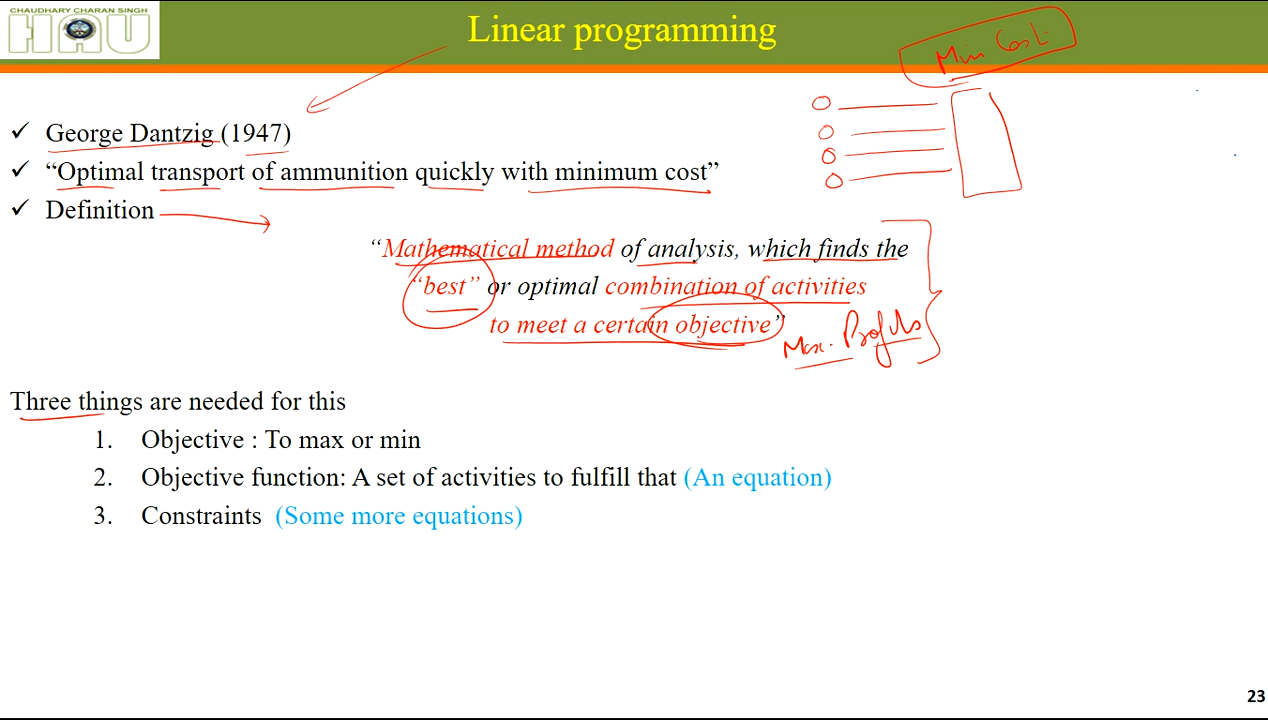 CHAUDHARY CHARAN SINGH
HAU
Linear programming
Min Cost
✓ George Dantzig (1947)
✓ “Optimal transport of ammunition quickly with minimum cost”
✓ Definition
“Mathematical method of analysis, which finds the
“best” or optimal combination of activities
to meet a certain objective”
Max. Profits
Three things are needed for this
1. Objective : To max or min
2. Objective function: A set of activities to fulfill that (An equation)
3. Constraints (Some more equations)
23